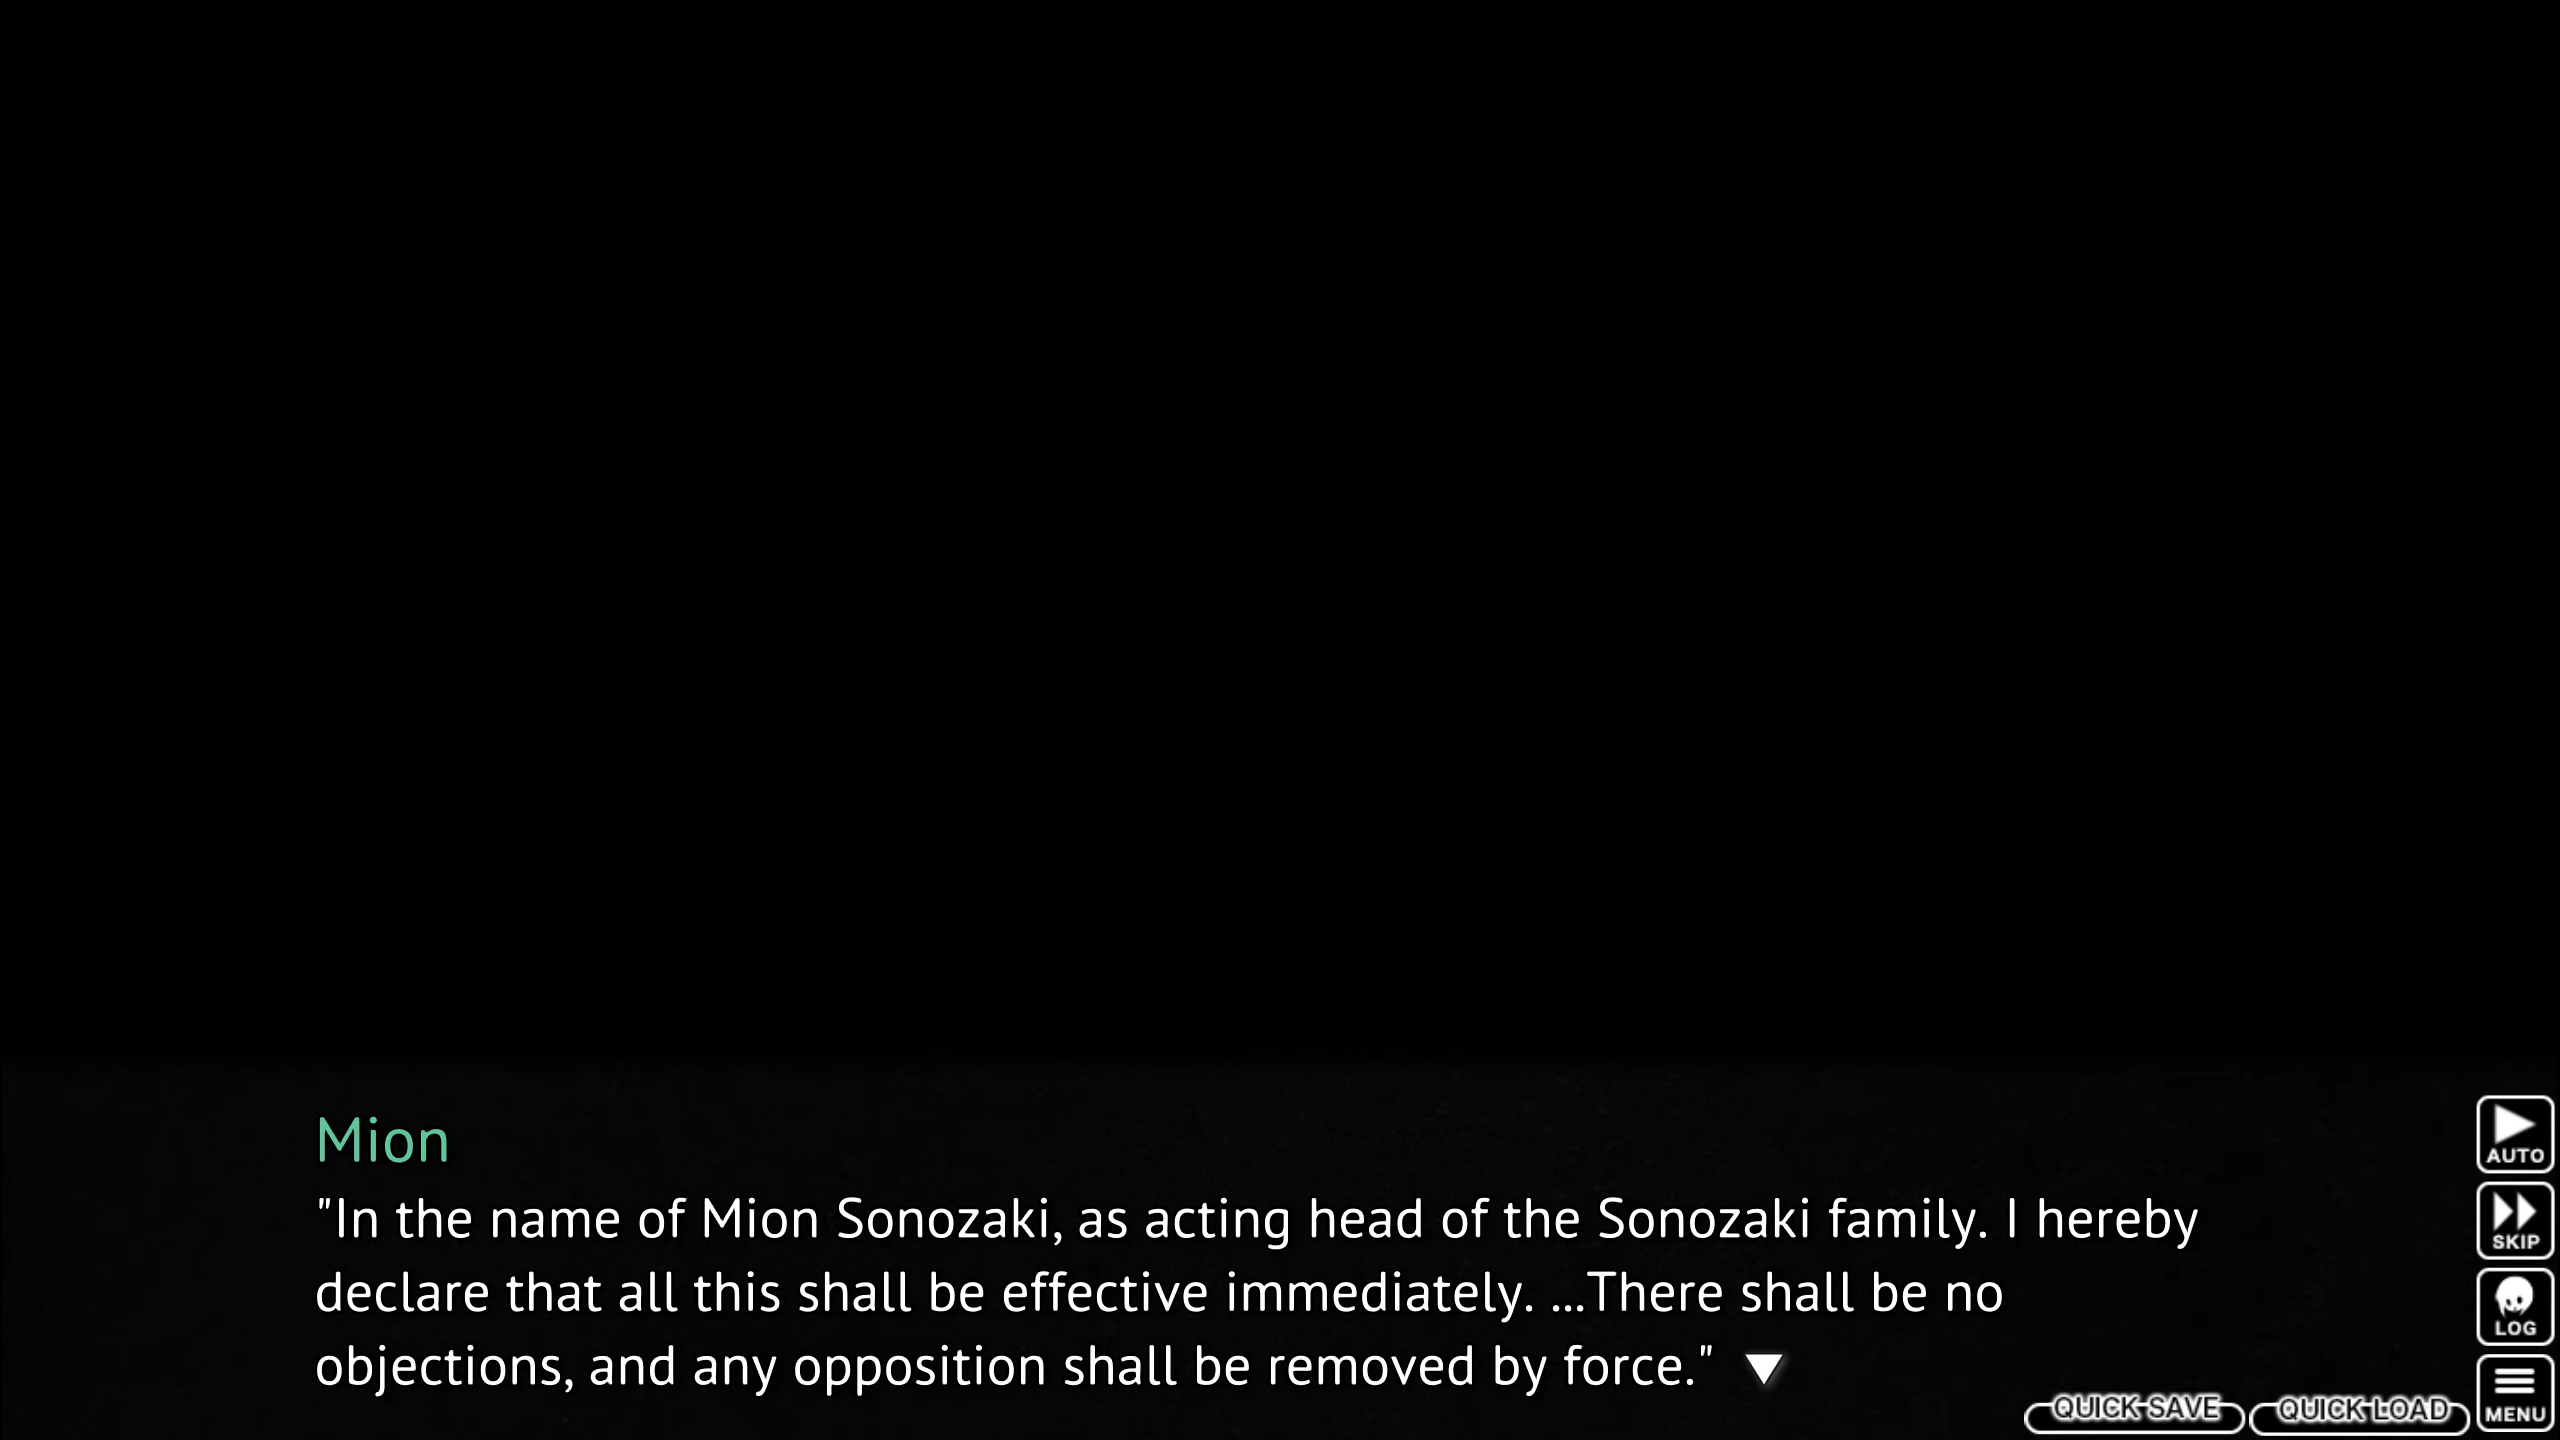 Mion
"In the name of Mion Sonozaki, as acting head of the Sonozaki family. I hereby
declare that all this shall be effective immediately. ...There shall be no
objections, and any opposition shall be removed by force."
AUTO
SKIP
LOG
MENU
QUICK SAVE
QUICK LOAD